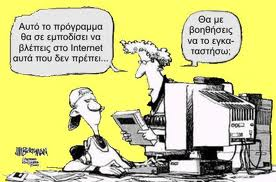 Αυτό το πρόγραμμα
θα σε εμποδίσει να
βλέπεις στο Internet
αυτά που δεν πρέπει...
Θα με
βοηθήσεις
να το εγκα-
ταστήσω;